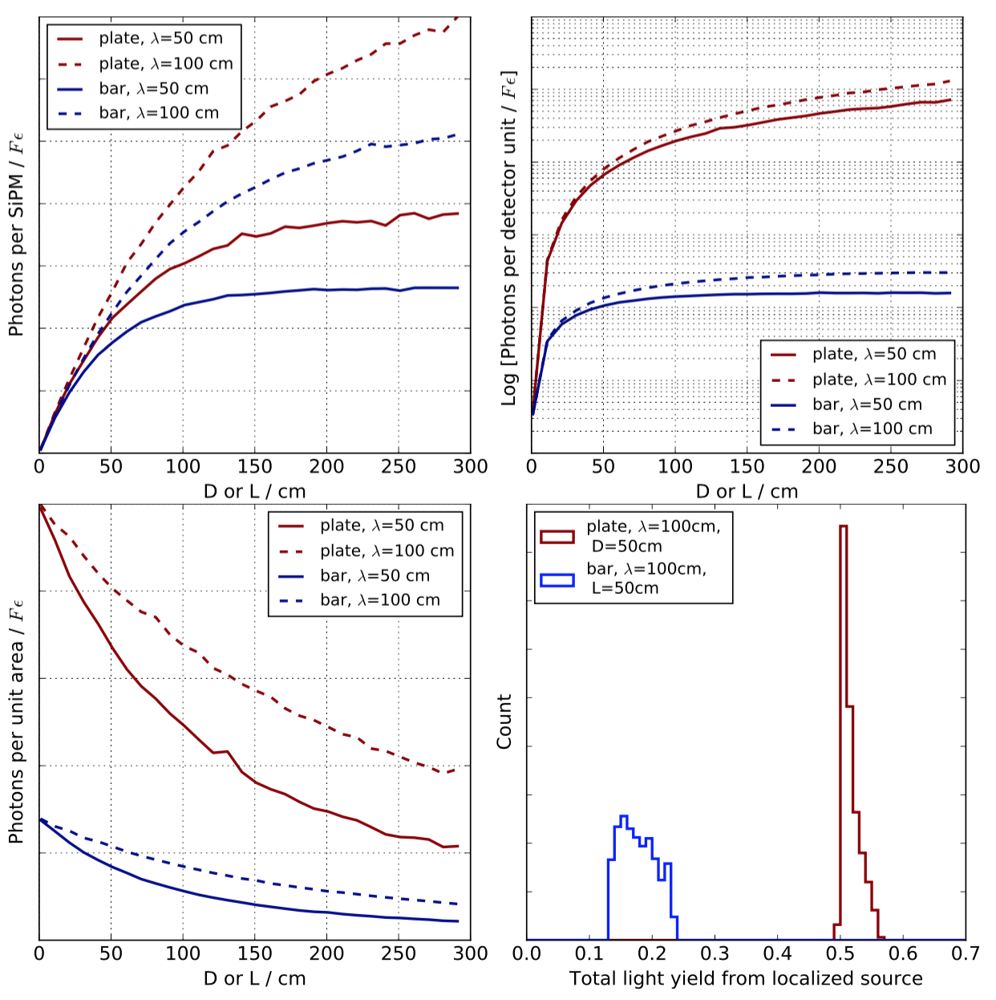 Photons per SiPM / Fϵ
plate, λ=50 cm
plate, λ=100 cm
bar, λ=50 cm
bar, λ=100 cm
0 50 100 150 200 250 300
D or L / cm
Log [Photons per detector unit / Fϵ]
plate, λ=50 cm
plate, λ=100 cm
bar, λ=50 cm
bar, λ=100 cm
0 50 100 150 200 250 300
D or L / cm
Photons per unit area / Fϵ
plate, λ=50 cm
plate, λ=100 cm
bar, λ=50 cm
bar, λ=100 cm
0 50 100 150 200 250 300
D or L / cm
Count
plate, λ=100cm,
D=50cm
bar, λ=100cm,
L=50cm
0.0 0.1 0.2 0.3 0.4 0.5 0.6 0.7
Total light yield from localized source